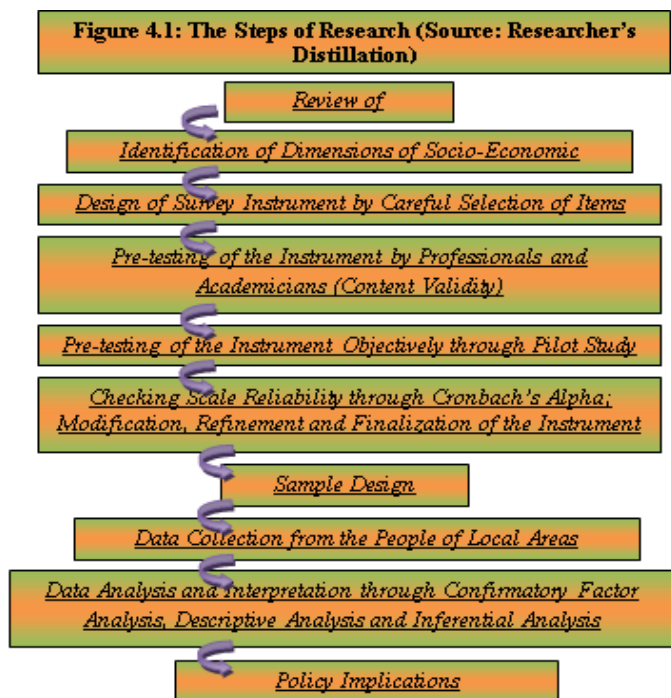 Figure 4.1: The Steps of Research (Source: Researcher's
Distillation)
Review of
Identification of Dimensions of Socio-Economic
Design of Survey Instrument by Careful Selection of Items
Pre-testing of the Instrument by Professionals and
Academicians (Content Validity)
Pre-testing of the Instrument Objectively through Pilot Study
Checking Scale Reliability through Cronbach's Alpha;
Modification, Refinement and Finalization of the Instrument
Sample Design
Data Collection from the People of Local Areas
Data Analysis and Interpretation through Confirmatory Factor
Analysis, Descriptive Analysis and Inferential Analysis
Policy Implications